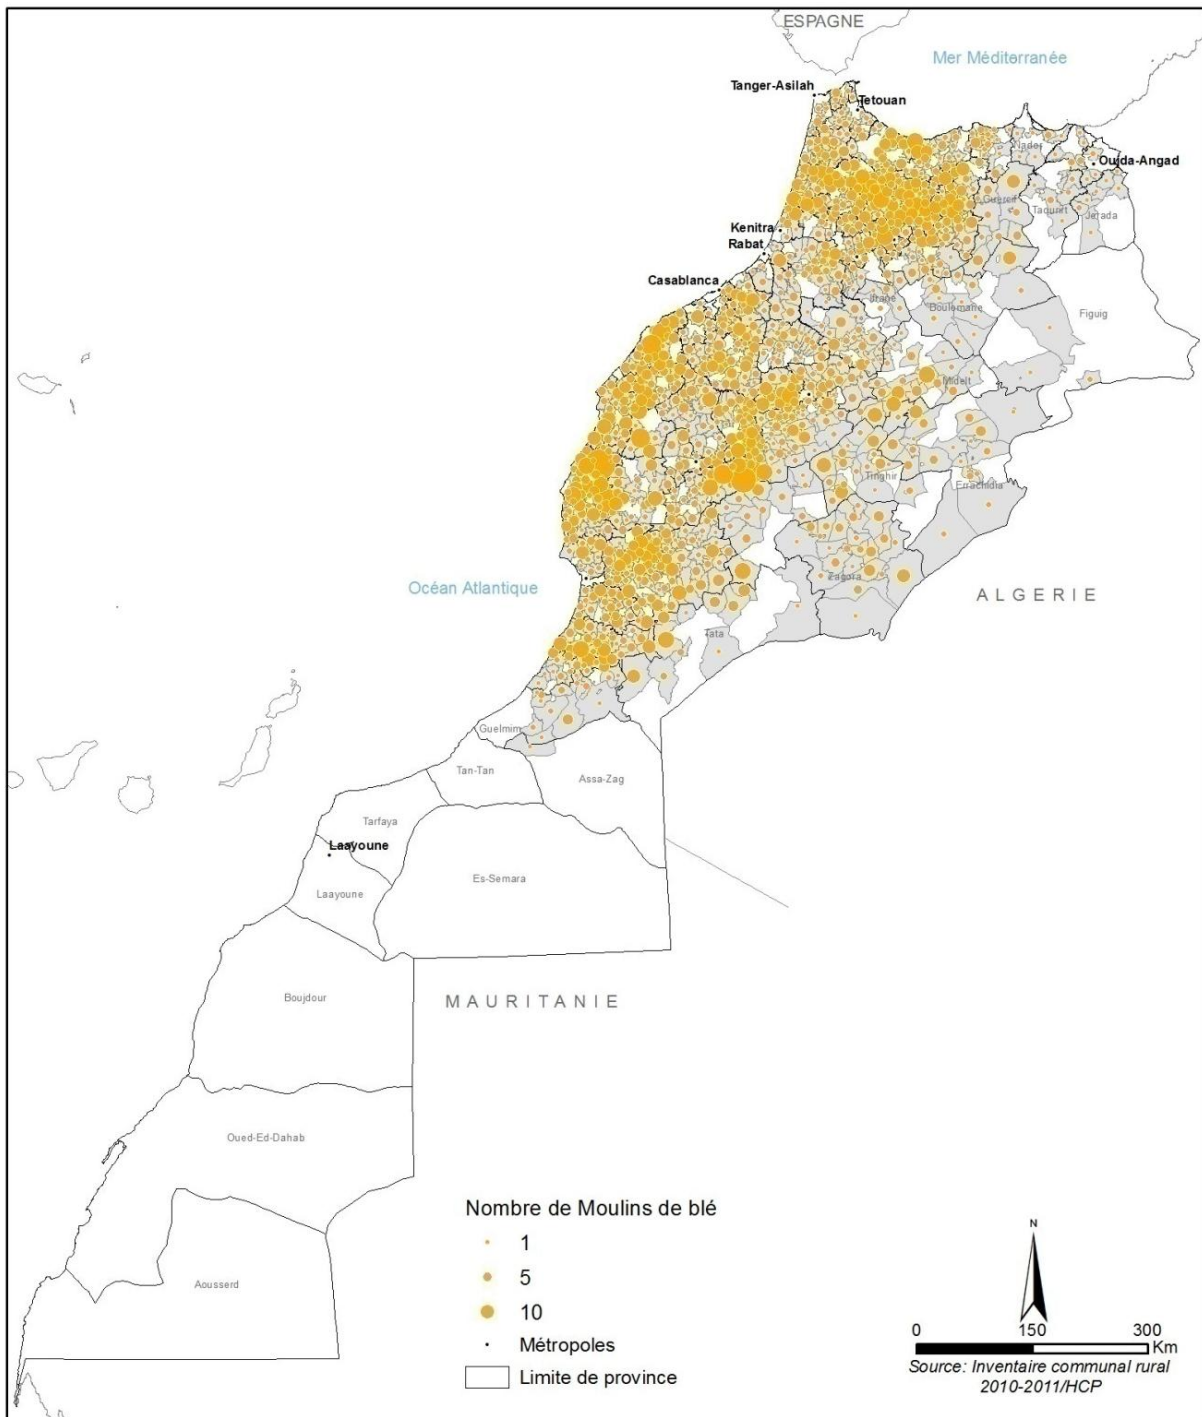 ESPAGNE
Mer Méditerranée
Tanger-Asilah
Tetouan
Nador
Oujda-Angad
Guercif
Taourirt
Jerada
Kenitra
Rabat
Casablanca
Ifrane
Boulemane
Figuig
Midelt
Tinghir
Errachidia
Océan Atlantique
Zagora
ALGERIE
Tata
Guelmim
Tan-Tan
Assa-Zag
Tarfaya
Laayoune
Es-Semara
Laayoune
Boujdour
MAURITANIE
Oued-Ed-Dahab
Aousserd
Nombre de Moulins de blé
1
5
10
Métropoles
Limite de province
N
0 150 300
Km
Source: Inventaire communal rural
2010-2011/HCP